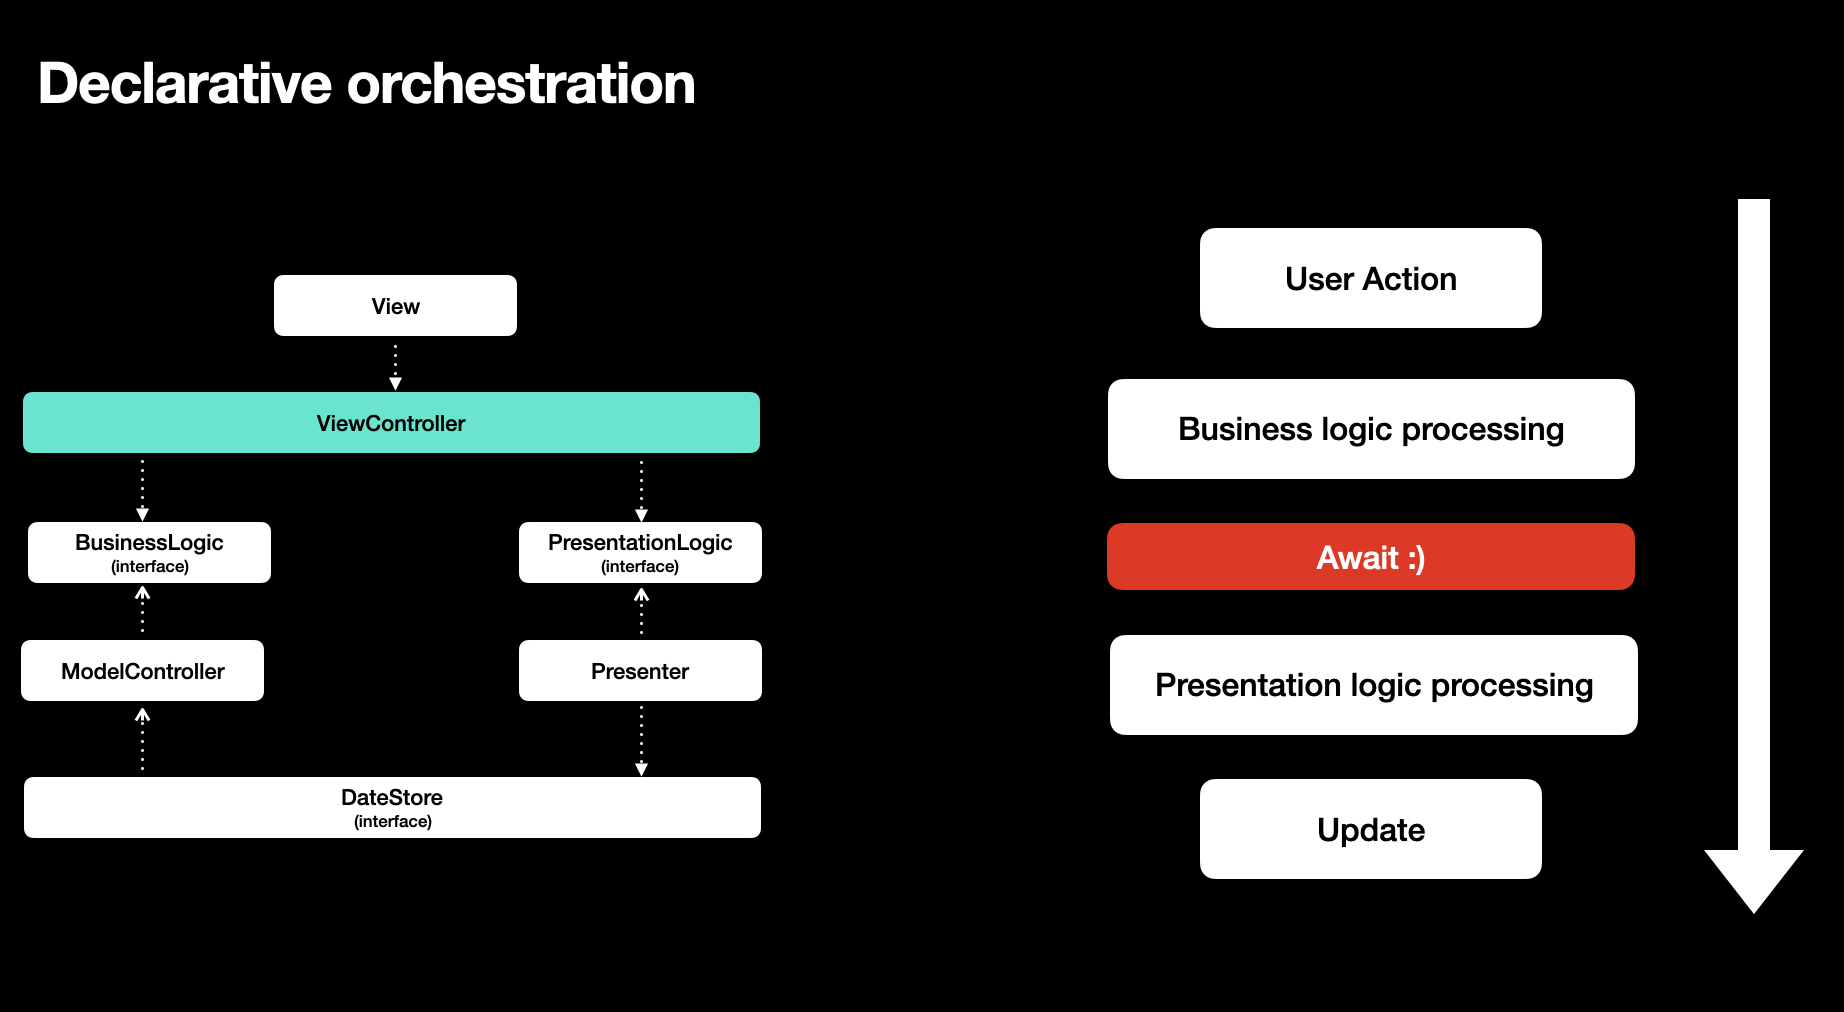 Declarative orchestration
View
ViewController
BusinessLogic
(interface)
PresentationLogic
(interface)
ModelController
Presenter
DateStore
(interface)
User Action
Business logic processing
Await :)
Presentation logic processing
Update